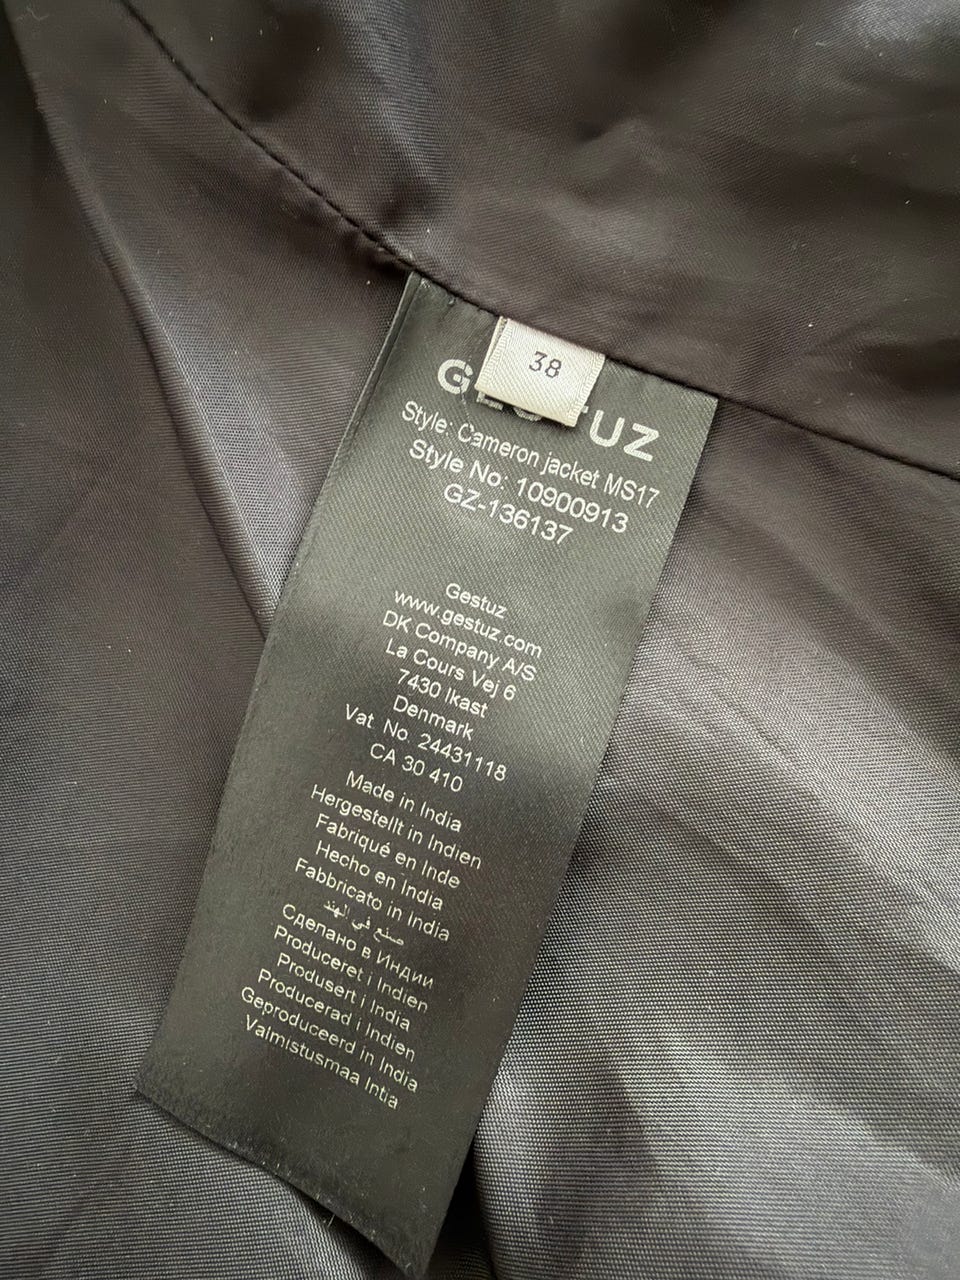 38
GESTUZ
Style: Cameron jacket MS17
Style No: 10900913
GZ-136137
Gestuz
www.gestuz.com
DK Company A/S
La Cours Vej 6
7430 Ikast
Denmark
Vat. No. 24431118
CA 30 410
Made in India
Hergestellt in Indien
Fabriqué en Inde
Hecho en India
Fabbricato in India
صنع في الهند
Сделано в Индии
Produceret i Indien
Produsert i India
Producerad i Indien
Geproduceerd in India
Valmistusmaa Intia